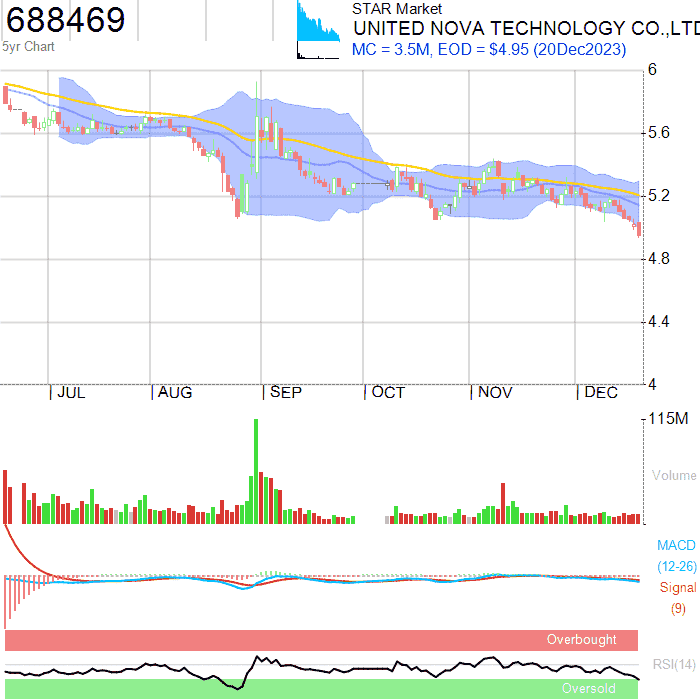 688469
5yr Chart
STAR Market
UNITED NOVA TECHNOLOGY CO.,LTD
MC = 3.5M, EOD = $4.95 (20Dec2023)
6
5.6
5.2
4.8
4.4
4
JUL AUG SEP OCT NOV DEC
115M
Volume
MACD
(12-26)
Signal
(9)
Overbought
RSI(14)
Oversold